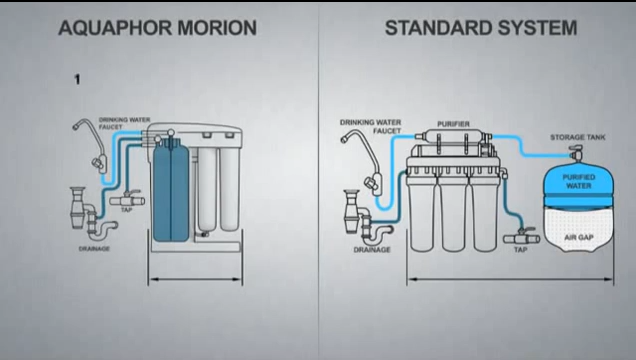 AQUAPHOR MORION
1
DRINKING WATER
FAUCET
TAP
DRAINAGE
STANDARD SYSTEM
DRINKING WATER
FAUCET
PURIFIER
STORAGE TANK
PURIFIED
WATER
AIR GAP
DRAINAGE
TAP